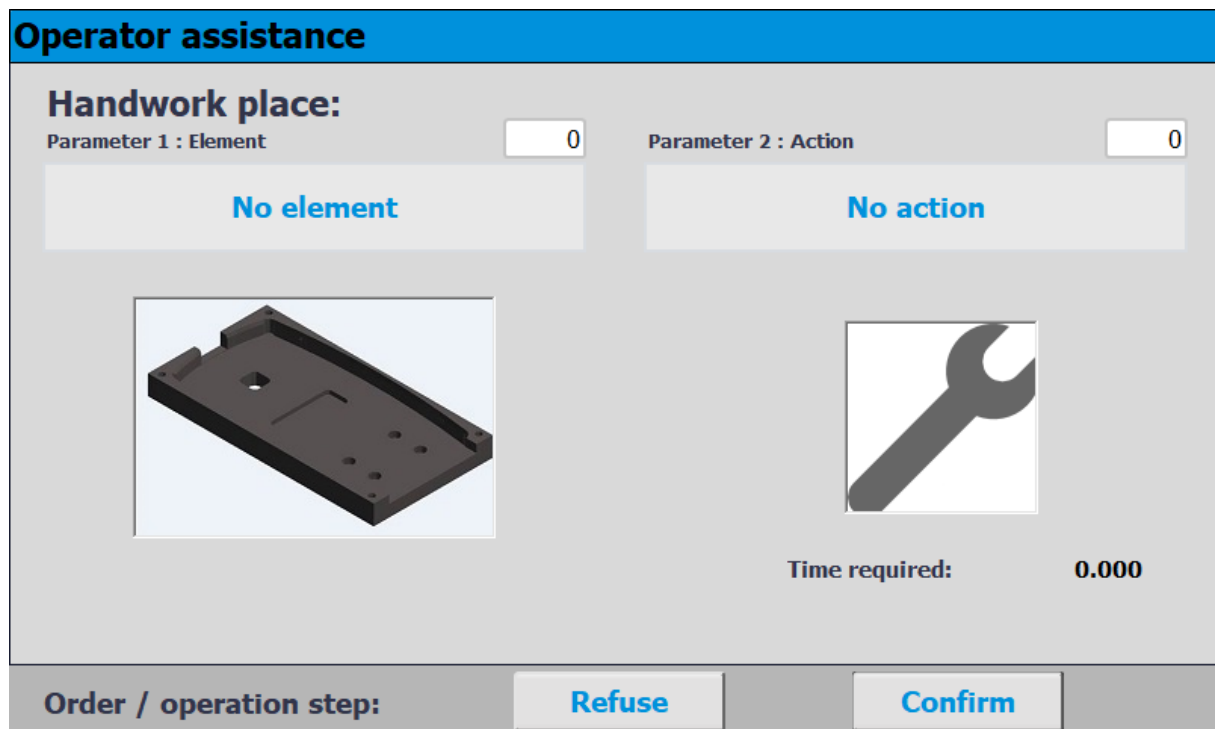 Operator assistance
Handwork place:
Parameter 1 : Element 0 Parameter 2 : Action 0
No element No action
Time required: 0.000
Order / operation step: Refuse Confirm